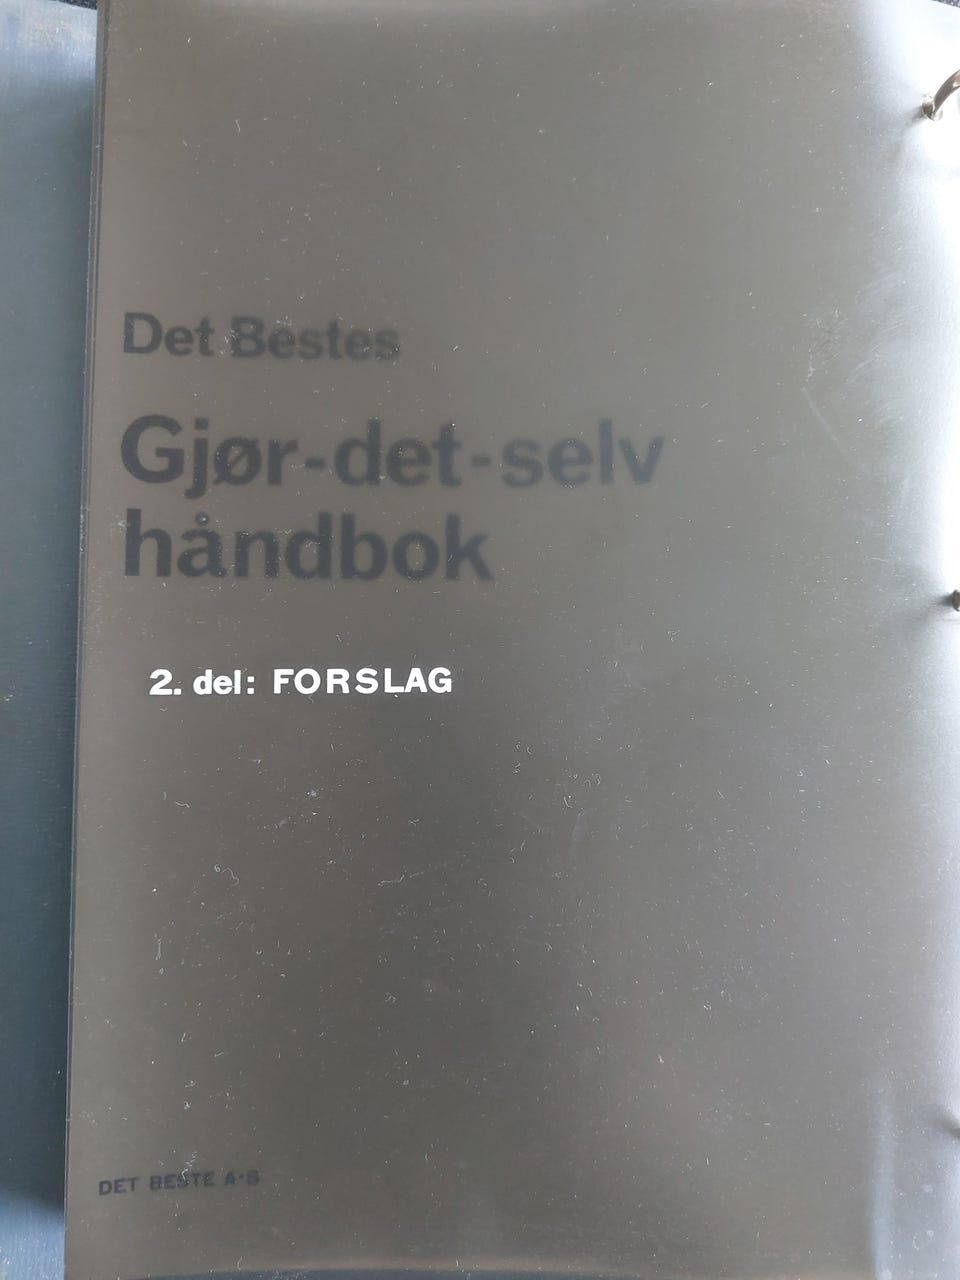 Det Bestes
Gjør-det-selv
håndbok
2. del: FORSLAG
DET BESTE A·S